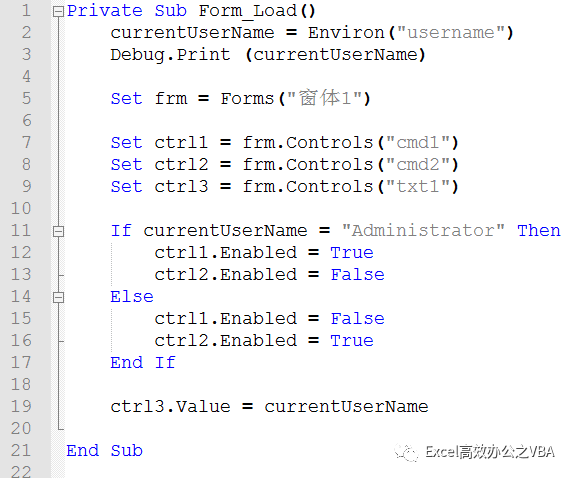 1 Private Sub Form_Load()
2 currentUserName = Environ("username")
3 Debug.Print (currentUserName)
4
5 Set frm = Forms("窗体1")
6
7 Set ctrl1 = frm.Controls("cmd1")
8 Set ctrl2 = frm.Controls("cmd2")
9 Set ctrl3 = frm.Controls("txt1")
10
11 If currentUserName = "Administrator" Then
12 ctrl1.Enabled = True
13 ctrl2.Enabled = False
14 Else
15 ctrl1.Enabled = False
16 ctrl2.Enabled = True
17 End If
18
19 ctrl3.Value = currentUserName
20
21 End Sub
22
Excel高效办公之VBA